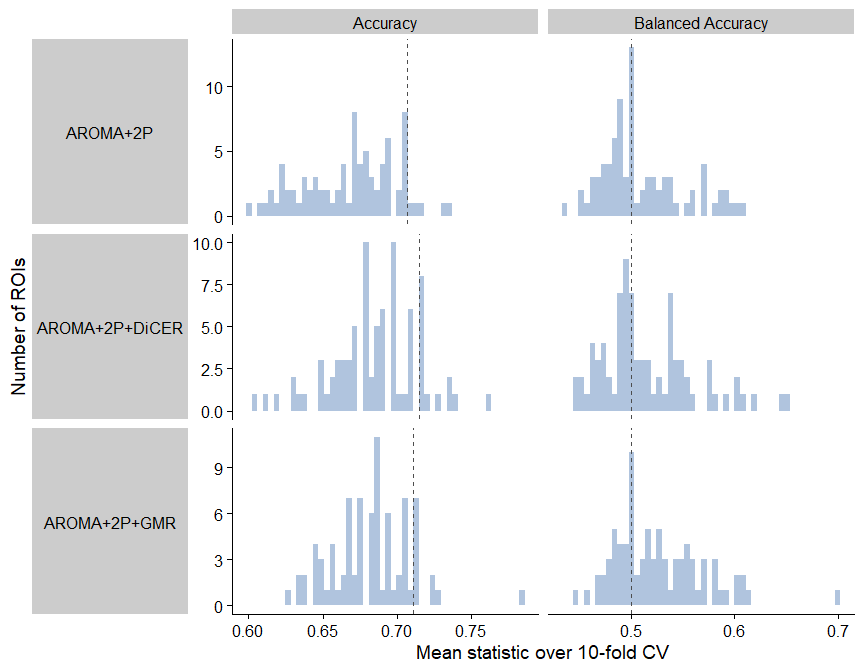 Accuracy
Balanced Accuracy
Number of ROIs
AROMA+2P
10
5
0
AROMA+2P+DiCER
10.0
7.5
5.0
2.5
0.0
AROMA+2P+GMR
9
6
3
0
0.60
0.65
0.70
0.75
0.5
0.6
0.7
Mean statistic over 10-fold CV